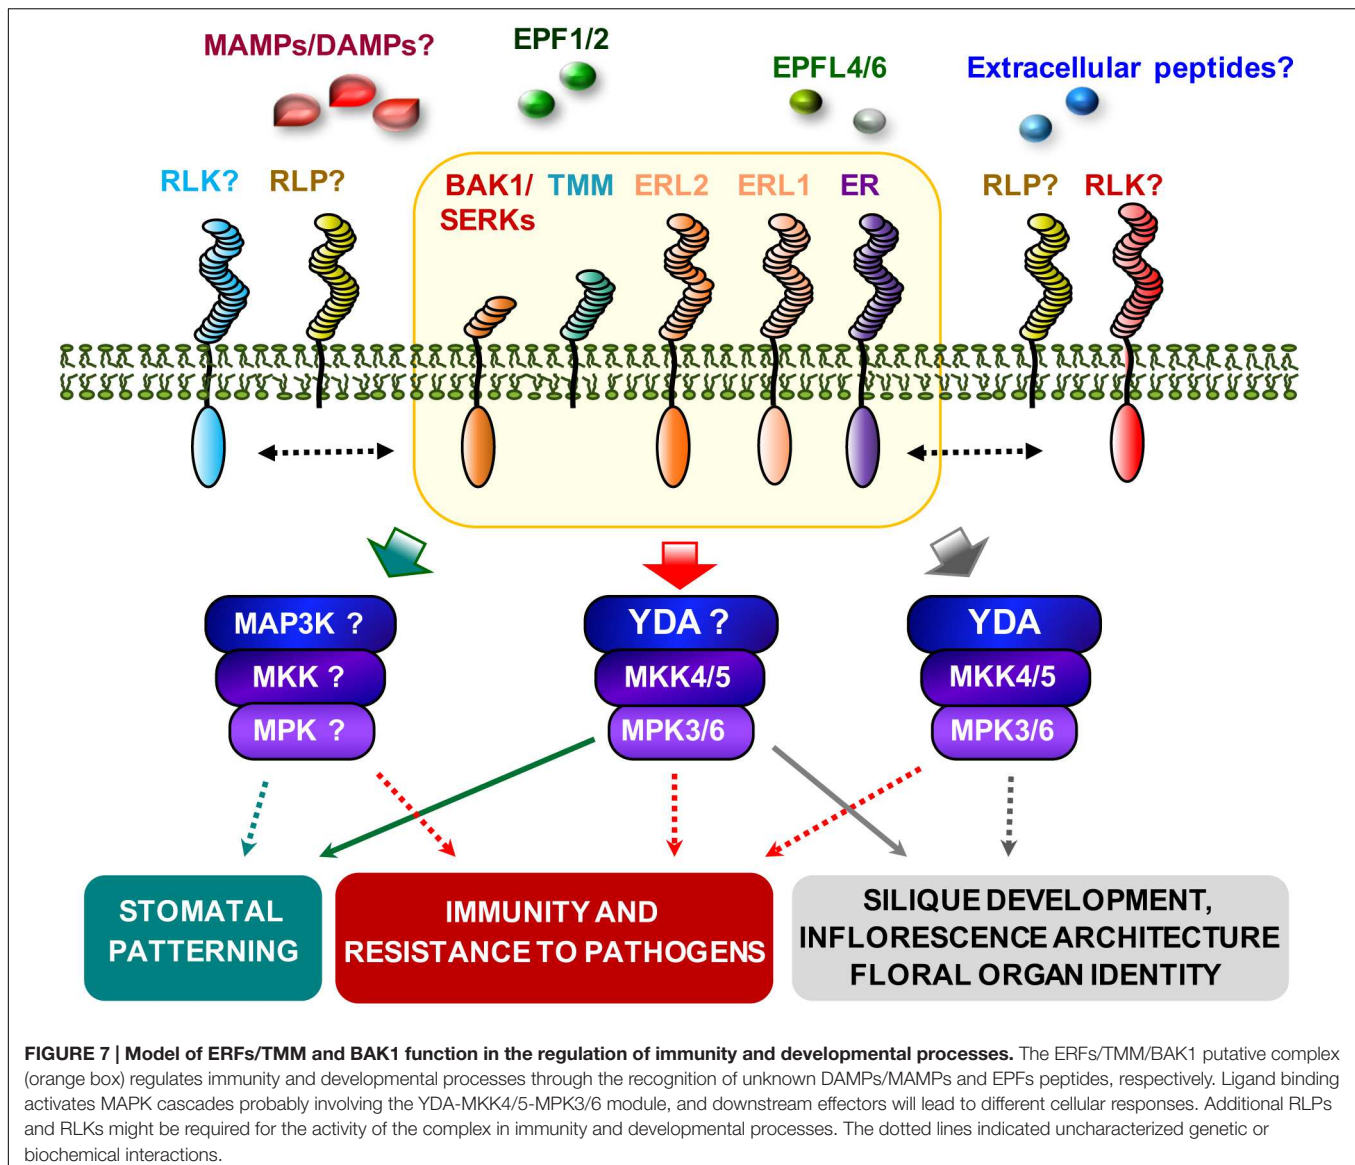 MAMPs/DAMPs?
EPF1/2
EPFL4/6
Extracellular peptides?
RLK?
RLP?
BAK1/
SERKs
TMM
ERL2
ERL1
ER
RLP?
RLK?
MAP3K ?
MKK ?
MPK ?
YDA ?
MKK4/5
MPK3/6
YDA
MKK4/5
MPK3/6
STOMATAL
PATTERNING
IMMUNITY AND
RESISTANCE TO PATHOGENS
SILIQUE DEVELOPMENT,
INFLORESCENCE ARCHITECTURE
FLORAL ORGAN IDENTITY
FIGURE 7 | Model of ERFs/TMM and BAK1 function in the regulation of immunity and developmental processes. The ERFs/TMM/BAK1 putative complex
(orange box) regulates immunity and developmental processes through the recognition of unknown DAMPs/MAMPs and EPFs peptides, respectively. Ligand binding
activates MAPK cascades probably involving the YDA-MKK4/5-MPK3/6 module, and downstream effectors will lead to different cellular responses. Additional RLPs
and RLKs might be required for the activity of the complex in immunity and developmental processes. The dotted lines indicated uncharacterized genetic or
biochemical interactions.